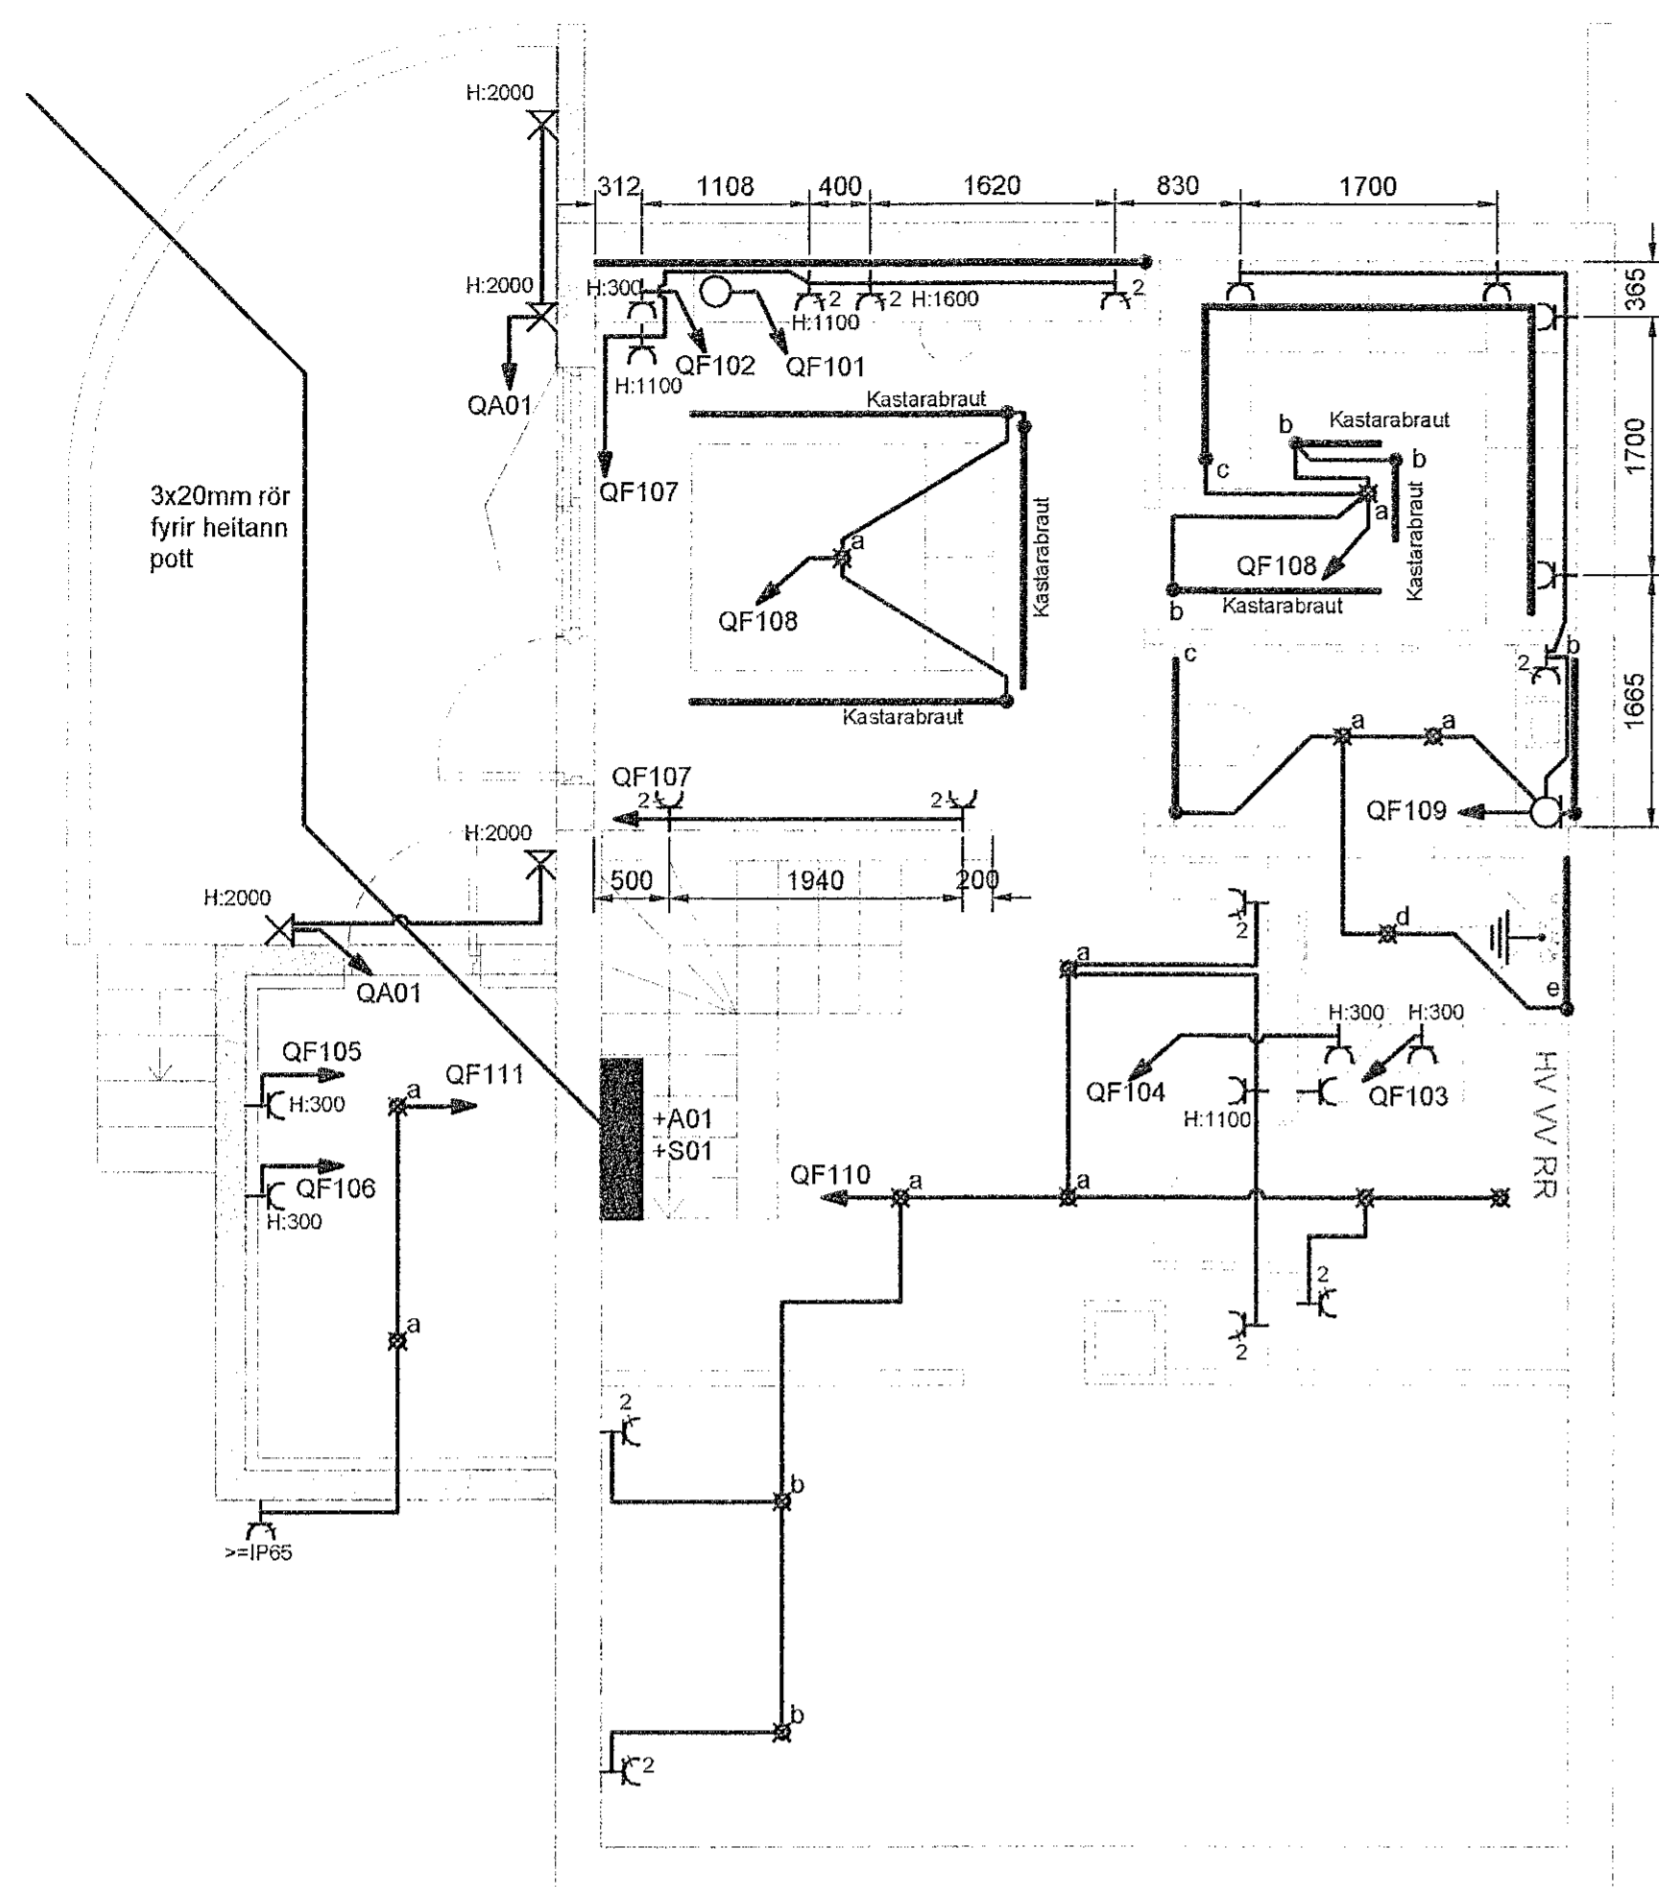 H:2000
312
1108
400
1620
830
1700
365
H:2000
H:300
2
2
H:1600
2
H:1100
QF102
QF101
H:1100
QA01
Kastarabraut
Kastarabraut
b
b
c
1700
QF107
3x20mm rör
fyrir heitann
pott
a
Kastarabraut
a
Kastarabraut
QF108
QF108
b
Kastarabraut
c
2
b
Kastarabraut
1665
a
a
QF107
2
2
QF109
H:2000
500
1940
200
H:2000
2
d
a
QA01
e
H:300
H:300
QF105
QF111
a
H:300
QF104
QF103
H:1100
+A01
+S01
HV VV RR
QF106
H:300
QF110
a
a
2
a
2
2
b
>=IP65
b
2